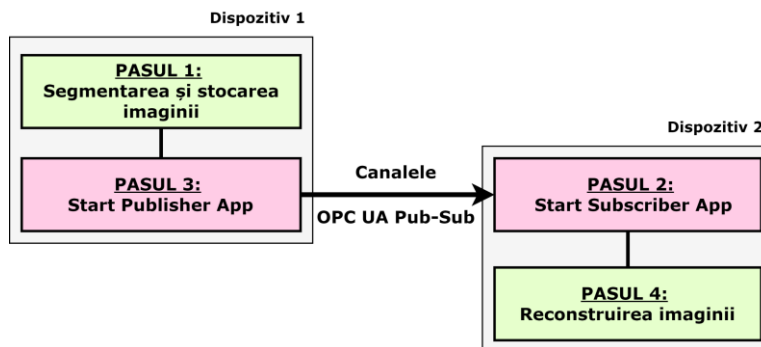 Dispozitiv 1
PASUL 1:
Segmentarea și stocarea
imaginii
PASUL 3:
Start Publisher App
Canalele
OPC UA Pub-Sub
Dispozitiv 2
PASUL 2:
Start Subscriber App
PASUL 4:
Reconstruirea imaginii